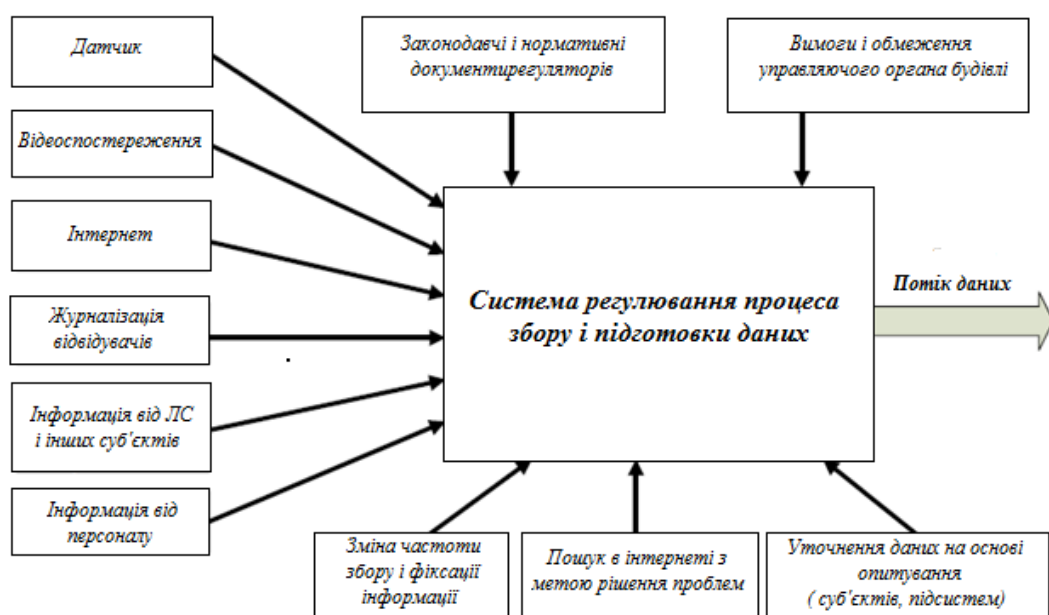 Датчик
Відеоспостереження
Інтернет
Журналізація
відвідувачів
Інформація від ЛС
і інших суб'єктів
Інформація від
персоналу
Законодавчі і нормативні
документирегуляторів
Вимоги і обмеження
управляючого органа будівлі
Система регулювання процеса
збору і підготовки даних
Потік даних
Зміна частоти
збору і фіксації
інформації
Пошук в інтернеті з
метою рішення проблем
Уточнення даних на основі
опитування
( суб'єктів, підсистем)